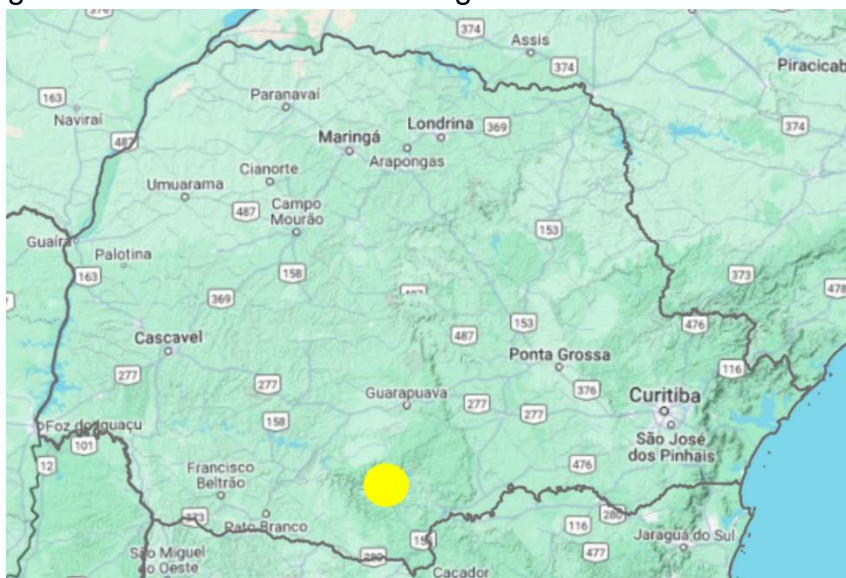 376
374
Assis
374
Piracicab
163
Naviraí
Paranavaí
487
Maringá
Londrina
369
374
Arapongas
Cianorte
Umuarama
487
Campo
Mourão
153
Guaíra
Palotina
163
158
373
478
369
487
153
476
Cascavel
Ponta Grossa
116
277
277
376
Guarapuava
277
277
Curitiba
158
Foz do Iguaçu
101
São José
dos Pinhais
12
Francisco
Beltrão
476
373
Pato Branco
280
116
Jaraguá do Sul
São Miguel
do Oeste
280
153
477
Caçador